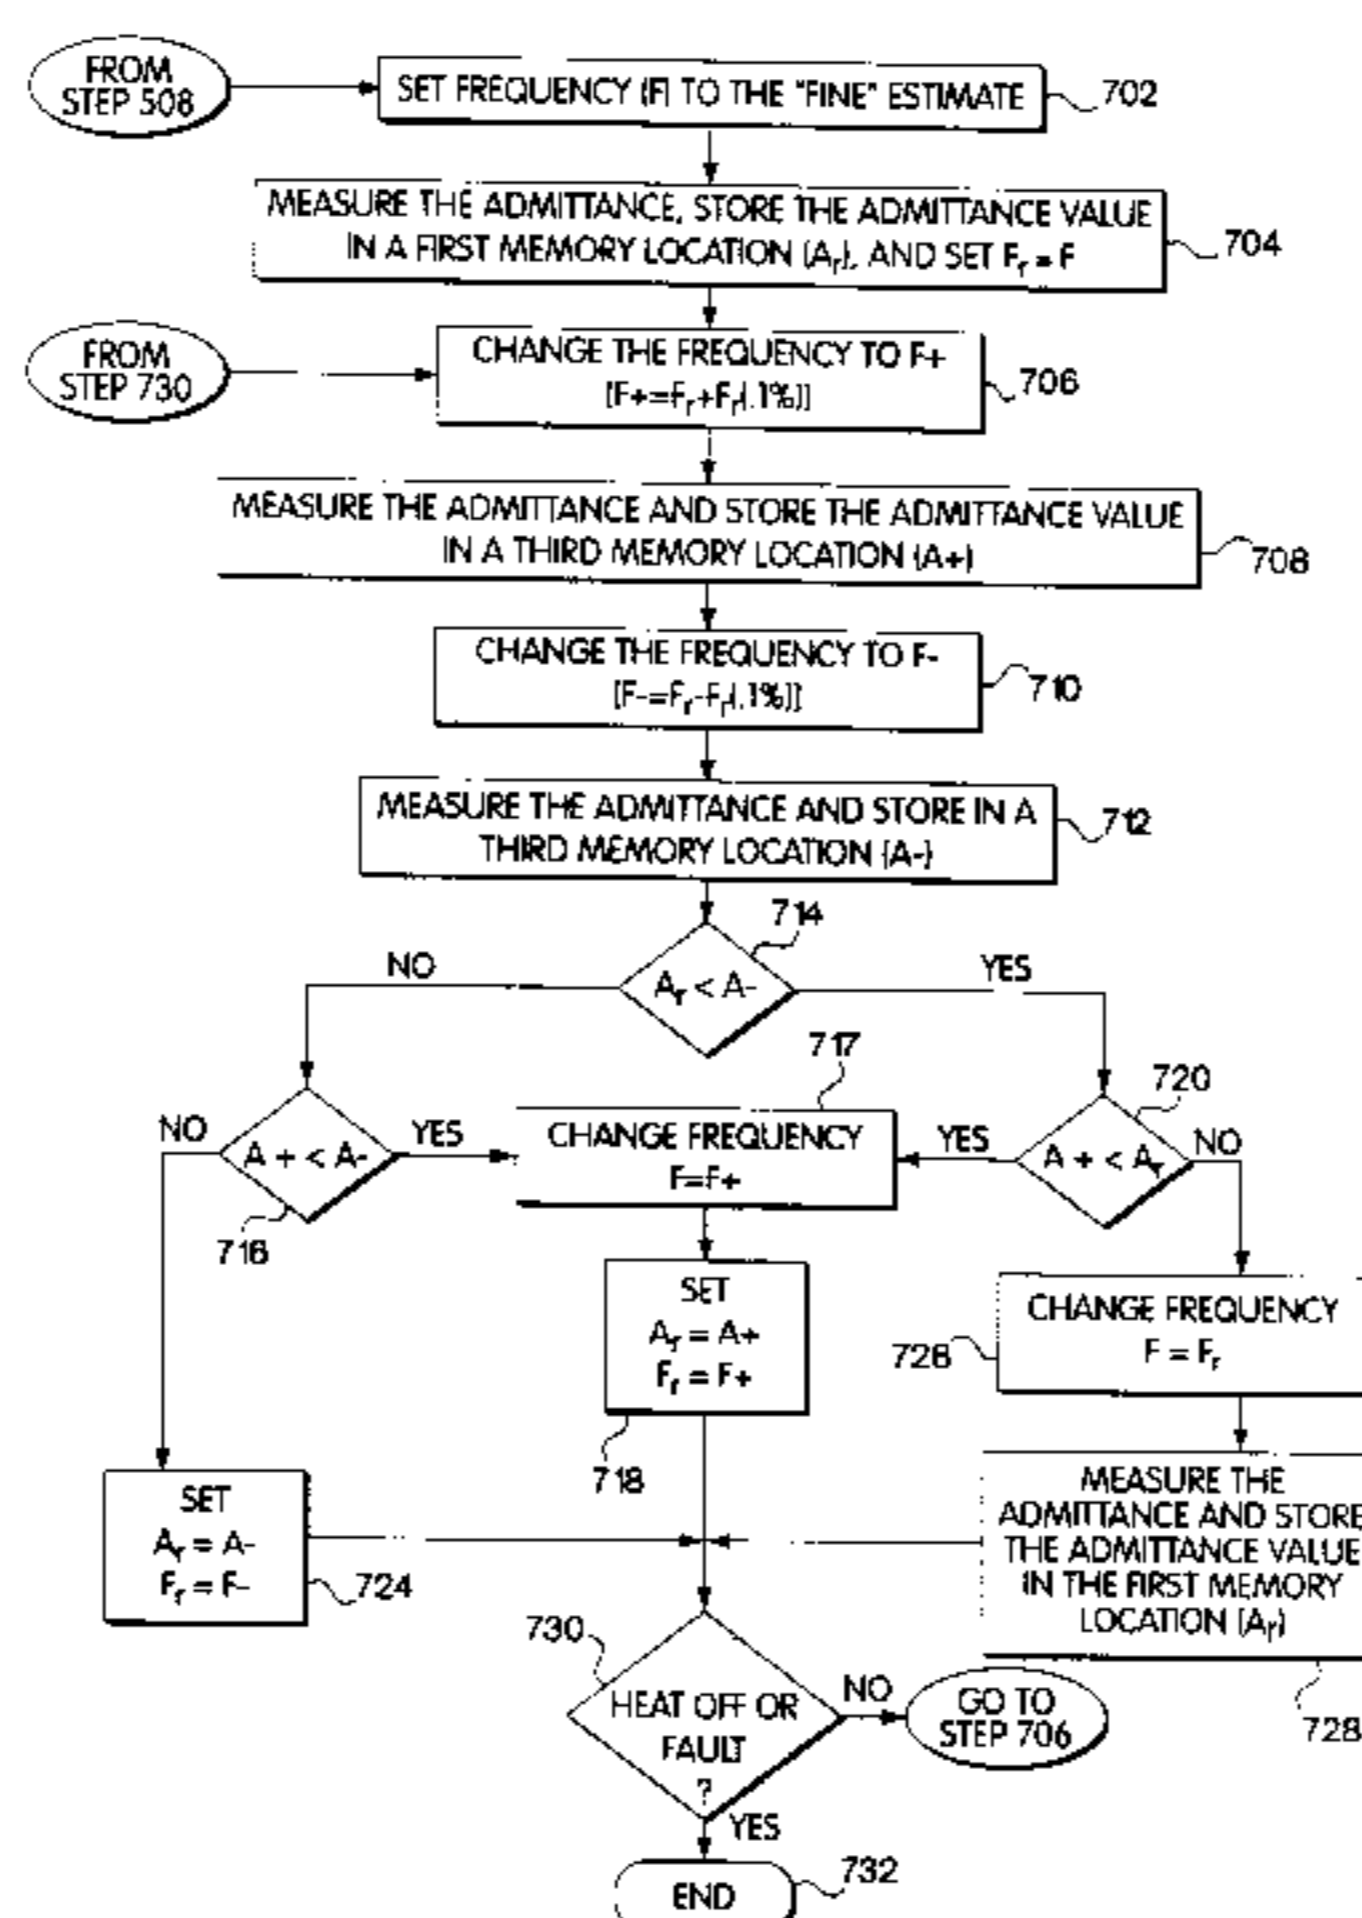 FROM
STEP 508
SET FREQUENCY (F) TO THE "FINE" ESTIMATE
702
MEASURE THE ADMITTANCE, STORE THE ADMITTANCE VALUE
IN A FIRST MEMORY LOCATION (Ar), AND SET Fr = F
704
FROM
STEP 730
CHANGE THE FREQUENCY TO F+
[F+=Fr+Fr(.1%)]
706
MEASURE THE ADMITTANCE AND STORE THE ADMITTANCE VALUE
IN A THIRD MEMORY LOCATION (A+)
708
CHANGE THE FREQUENCY TO F-
[F-=Fr-Fr(.1%)]
710
MEASURE THE ADMITTANCE AND STORE IN A
THIRD MEMORY LOCATION (A-)
712
714
NO
Ar < A-
YES
717
720
NO
A + < A-
YES
CHANGE FREQUENCY
F=F+
YES
A + < Ar
NO
716
SET
Ar = A+
Fr = F+
718
CHANGE FREQUENCY
F = Fr
726
SET
Ar = A-
Fr = F-
724
MEASURE THE
ADMITTANCE AND STORE
THE ADMITTANCE VALUE
IN THE FIRST MEMORY
LOCATION (Ar)
728
730
HEAT OFF OR
FAULT
?
NO
GO TO
STEP 706
YES
END
732